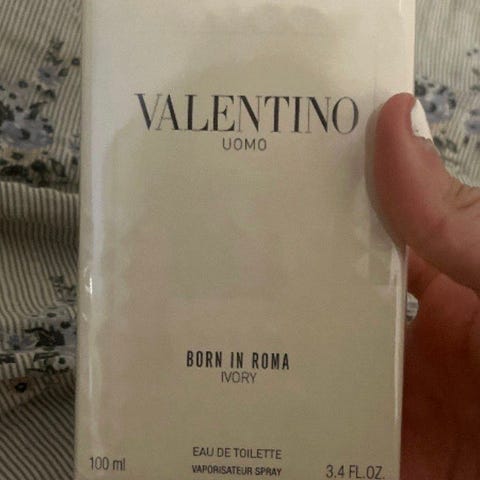 VALENTINO
UOMO
BORN IN ROMA
IVORY
EAU DE TOILETTE
100 ml VAPORISATEUR SPRAY 3.4 FL.OZ.